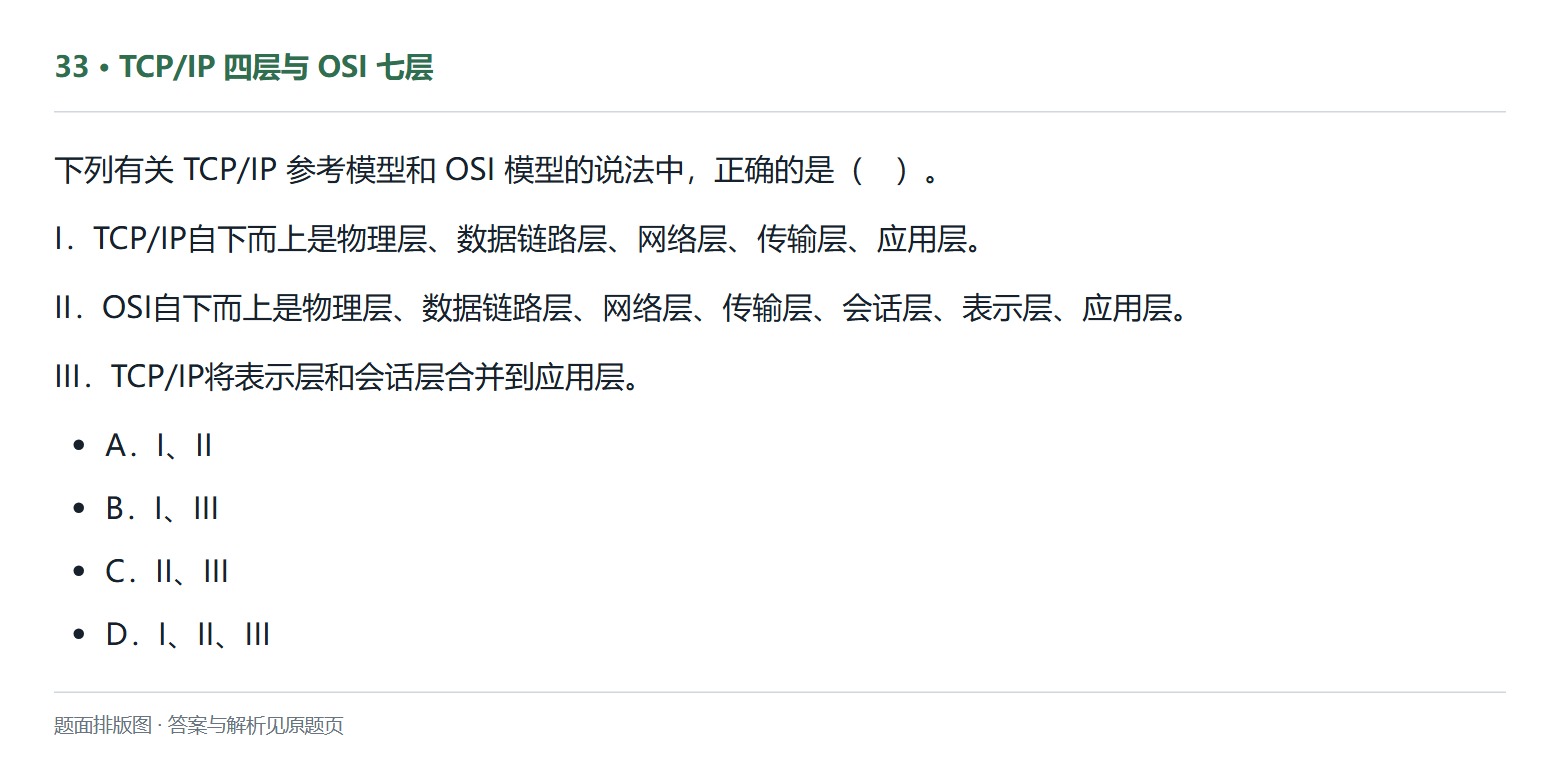 33 · TCP/IP 四层与 OSI 七层
下列有关 TCP/IP 参考模型和 OSI 模型的说法中，正确的是（　）。
I．TCP/IP自下而上是物理层、数据链路层、网络层、传输层、应用层。
II．OSI自下而上是物理层、数据链路层、网络层、传输层、会话层、表示层、应用层。
III．TCP/IP将表示层和会话层合并到应用层。
• A．I、II
• B．I、III
• C．II、III
• D．I、II、III
题面排版图 · 答案与解析见原题页